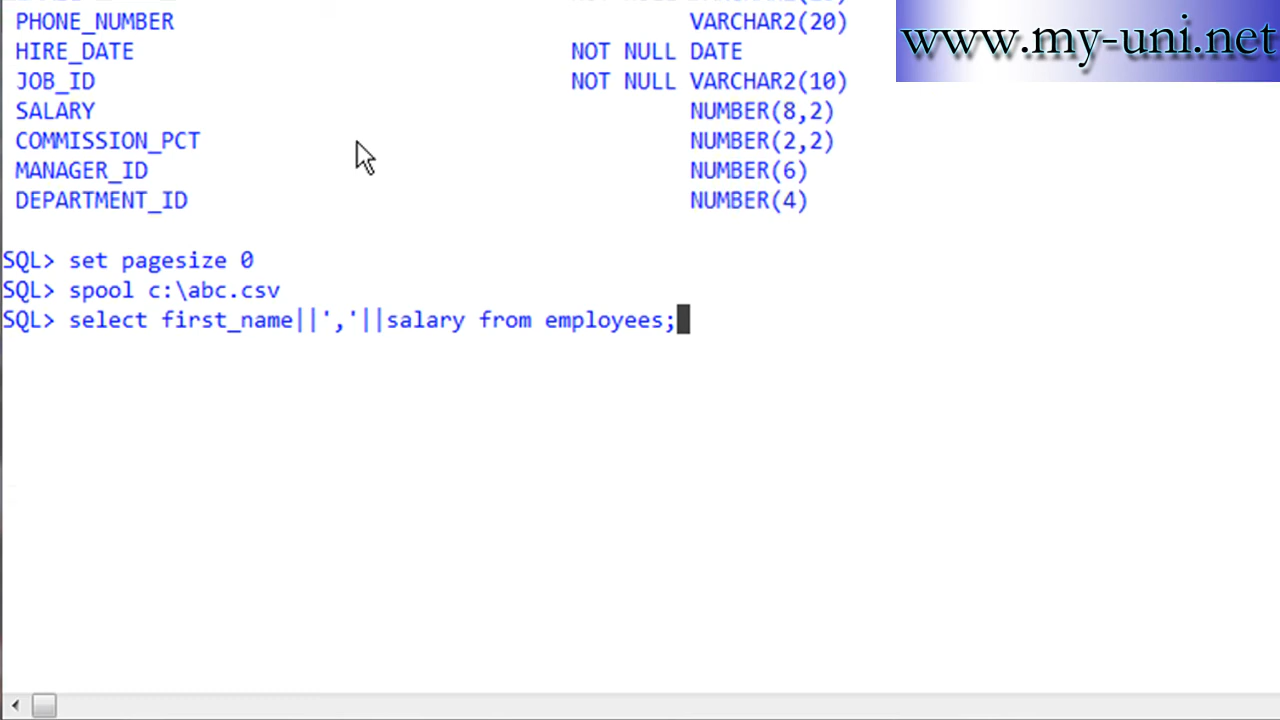 PHONE_NUMBER VARCHAR2(20)
HIRE_DATE NOT NULL DATE
JOB_ID NOT NULL VARCHAR2(10)
SALARY NUMBER(8,2)
COMMISSION_PCT NUMBER(2,2)
MANAGER_ID NUMBER(6)
DEPARTMENT_ID NUMBER(4)
SQL> set pagesize 0
SQL> spool c:\abc.csv
SQL> select first_name||','||salary from employees;
www.my-uni.net